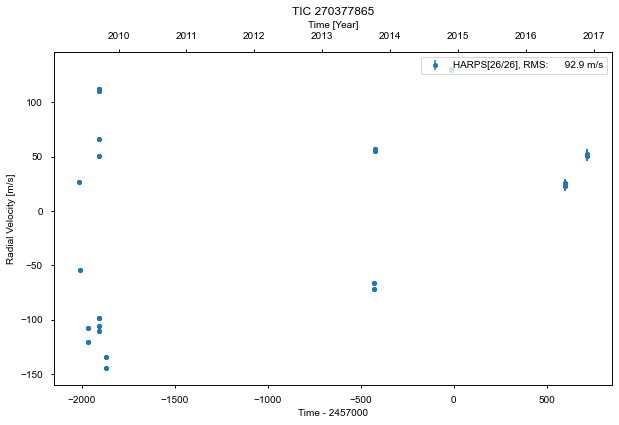 TIC 270377865
Time [Year]
2010 2011 2012 2013 2014 2015 2016 2017
HARPS[26/26], RMS: 92.9 m/s
Radial Velocity [m/s]
100
50
0
−50
−100
−150
−2000 −1500 −1000 −500 0 500
Time - 2457000